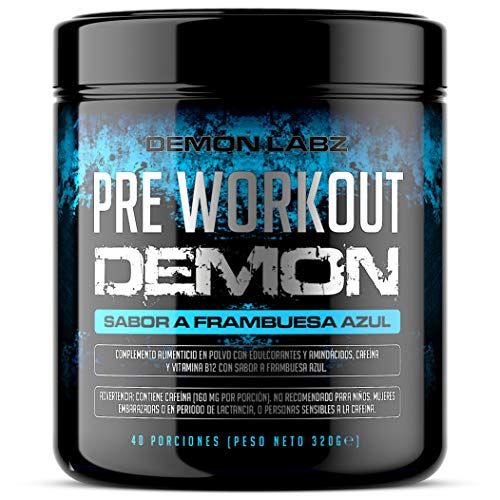 DEMON LABZ
PRE WORKOUT
DEMON
SABOR A FRAMBUESA AZUL
COMPLEMENTO ALIMENTICIO EN POLVO CON EDULCORANTES Y AMINOÁCIDOS, CAFEÍNA
Y VITAMINA B12 CON SABOR A FRAMBUESA AZUL.
ADVERTENCIA: CONTIENE CAFEÍNA (160 MG POR PORCIÓN). NO RECOMENDADO PARA NIÑOS, MUJERES
EMBARAZADAS O EN PERIODO DE LACTANCIA, O PERSONAS SENSIBLES A LA CAFEÍNA.
40 PORCIONES (PESO NETO 320G℮)